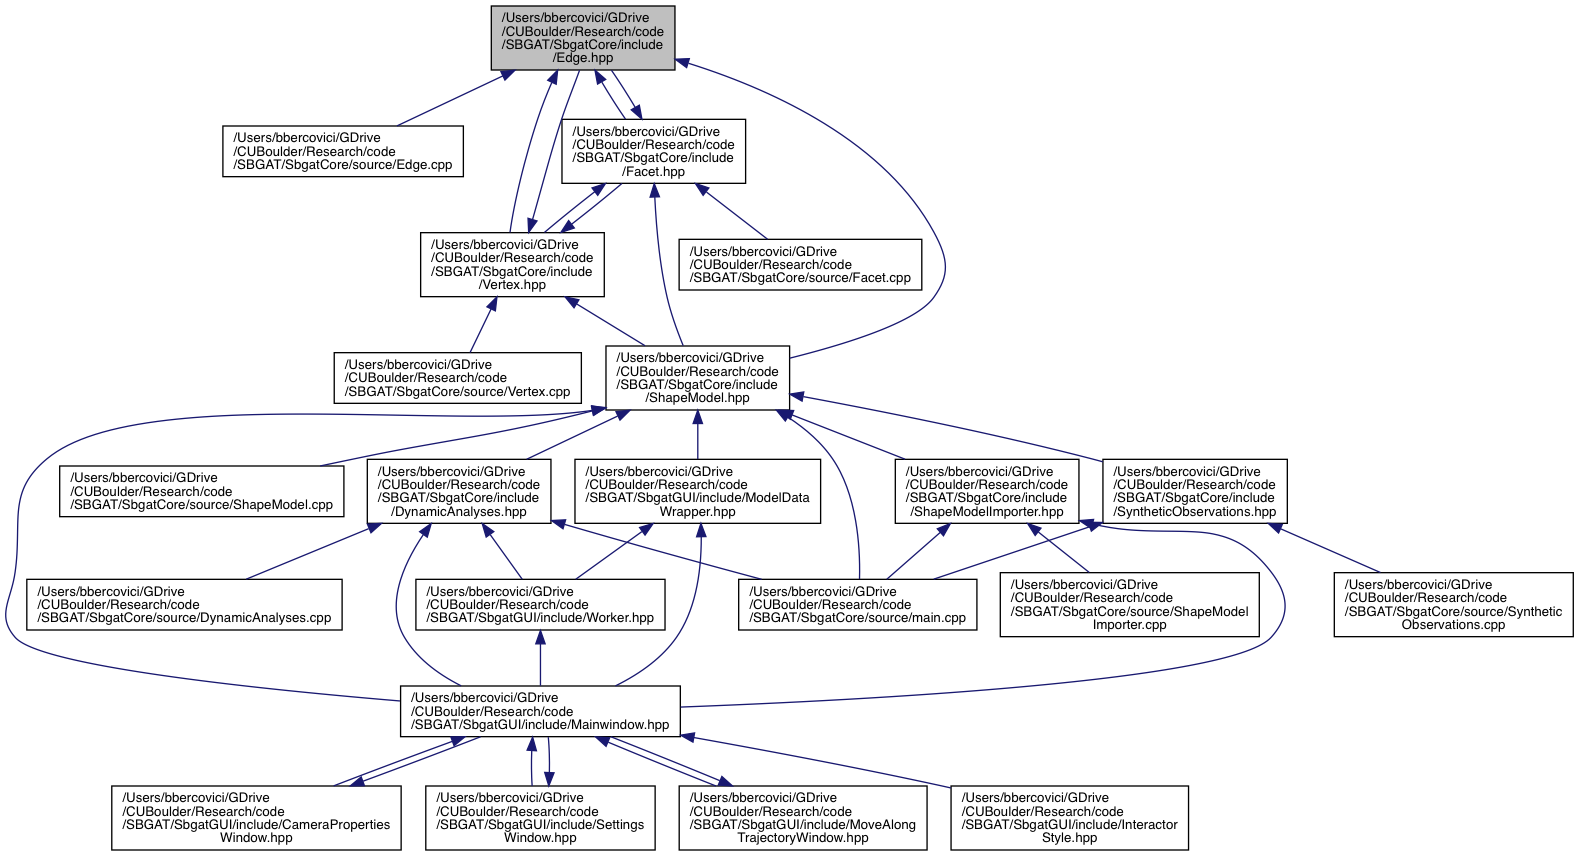 /Users/bbercovici/GDrive
/CUBoulder/Research/code
/SBGAT/SbgatCore/include
/Edge.hpp
/Users/bbercovici/GDrive
/CUBoulder/Research/code
/SBGAT/SbgatCore/source/Edge.cpp
/Users/bbercovici/GDrive
/CUBoulder/Research/code
/SBGAT/SbgatCore/include
/Facet.hpp
/Users/bbercovici/GDrive
/CUBoulder/Research/code
/SBGAT/SbgatCore/include
/Vertex.hpp
/Users/bbercovici/GDrive
/CUBoulder/Research/code
/SBGAT/SbgatCore/source/Facet.cpp
/Users/bbercovici/GDrive
/CUBoulder/Research/code
/SBGAT/SbgatCore/source/Vertex.cpp
/Users/bbercovici/GDrive
/CUBoulder/Research/code
/SBGAT/SbgatCore/include
/ShapeModel.hpp
/Users/bbercovici/GDrive
/CUBoulder/Research/code
/SBGAT/SbgatCore/source/ShapeModel.cpp
/Users/bbercovici/GDrive
/CUBoulder/Research/code
/SBGAT/SbgatCore/include
/DynamicAnalyses.hpp
/Users/bbercovici/GDrive
/CUBoulder/Research/code
/SBGAT/SbgatGUI/include/ModelData
Wrapper.hpp
/Users/bbercovici/GDrive
/CUBoulder/Research/code
/SBGAT/SbgatCore/include
/ShapeModelImporter.hpp
/Users/bbercovici/GDrive
/CUBoulder/Research/code
/SBGAT/SbgatCore/include
/SyntheticObservations.hpp
/Users/bbercovici/GDrive
/CUBoulder/Research/code
/SBGAT/SbgatCore/source/DynamicAnalyses.cpp
/Users/bbercovici/GDrive
/CUBoulder/Research/code
/SBGAT/SbgatGUI/include/Worker.hpp
/Users/bbercovici/GDrive
/CUBoulder/Research/code
/SBGAT/SbgatCore/source/main.cpp
/Users/bbercovici/GDrive
/CUBoulder/Research/code
/SBGAT/SbgatCore/source/ShapeModel
Importer.cpp
/Users/bbercovici/GDrive
/CUBoulder/Research/code
/SBGAT/SbgatCore/source/Synthetic
Observations.cpp
/Users/bbercovici/GDrive
/CUBoulder/Research/code
/SBGAT/SbgatGUI/include/Mainwindow.hpp
/Users/bbercovici/GDrive
/CUBoulder/Research/code
/SBGAT/SbgatGUI/include/CameraProperties
Window.hpp
/Users/bbercovici/GDrive
/CUBoulder/Research/code
/SBGAT/SbgatGUI/include/Settings
Window.hpp
/Users/bbercovici/GDrive
/CUBoulder/Research/code
/SBGAT/SbgatGUI/include/MoveAlong
TrajectoryWindow.hpp
/Users/bbercovici/GDrive
/CUBoulder/Research/code
/SBGAT/SbgatGUI/include/Interactor
Style.hpp